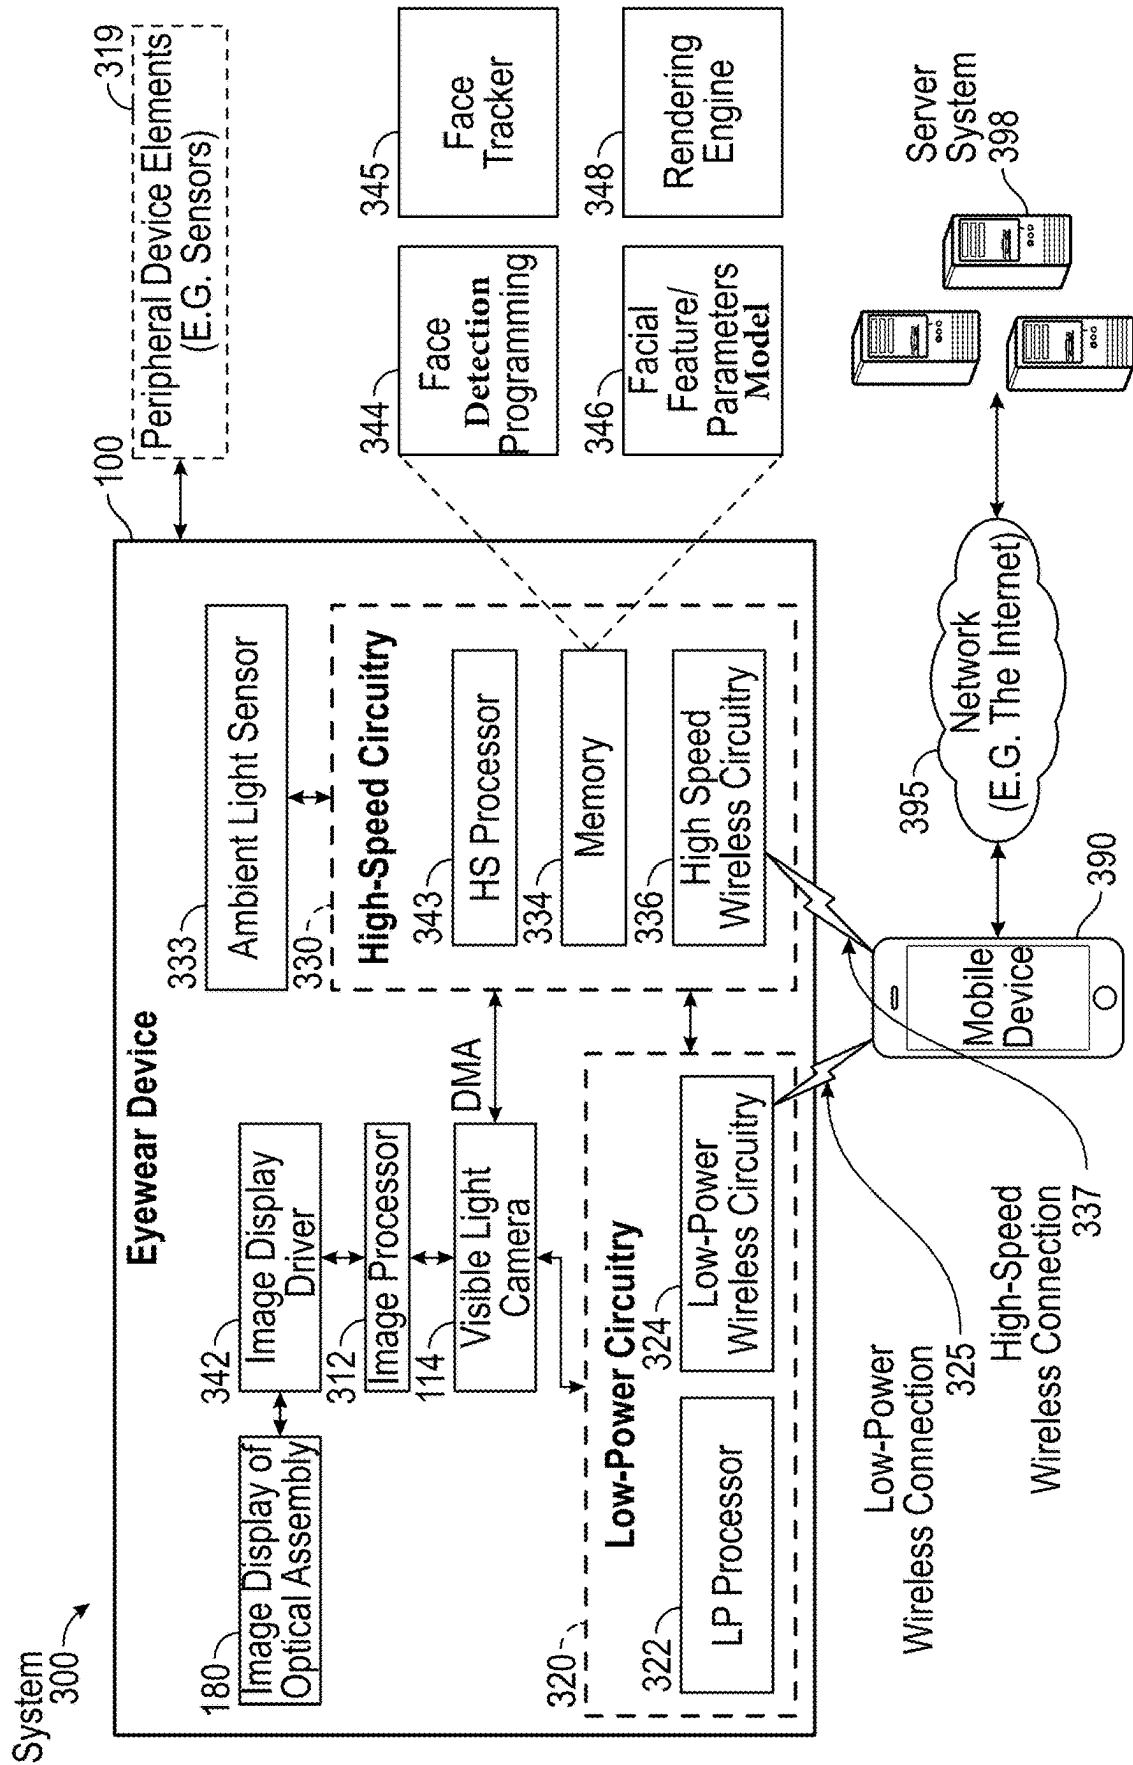 System
300
Eyewear Device
100
319
Peripheral Device Elements
(E.G. Sensors)
180
Image Display of
Optical Assembly
342
Image Display
Driver
312
Image Processor
114
Visible Light
Camera
DMA
333
Ambient Light Sensor
330
High-Speed Circuitry
343
HS Processor
334
Memory
336
High Speed
Wireless Circuitry
320
Low-Power Circuitry
322
LP Processor
324
Low-Power
Wireless Circuitry
344
Face
Detection
Programming
345
Face
Tracker
346
Facial
Feature/
Parameters
Model
348
Rendering
Engine
Low-Power
Wireless Connection
325
High-Speed
Wireless Connection
337
Mobile
Device
390
395
Network
(E.G. The Internet)
Server
System
398